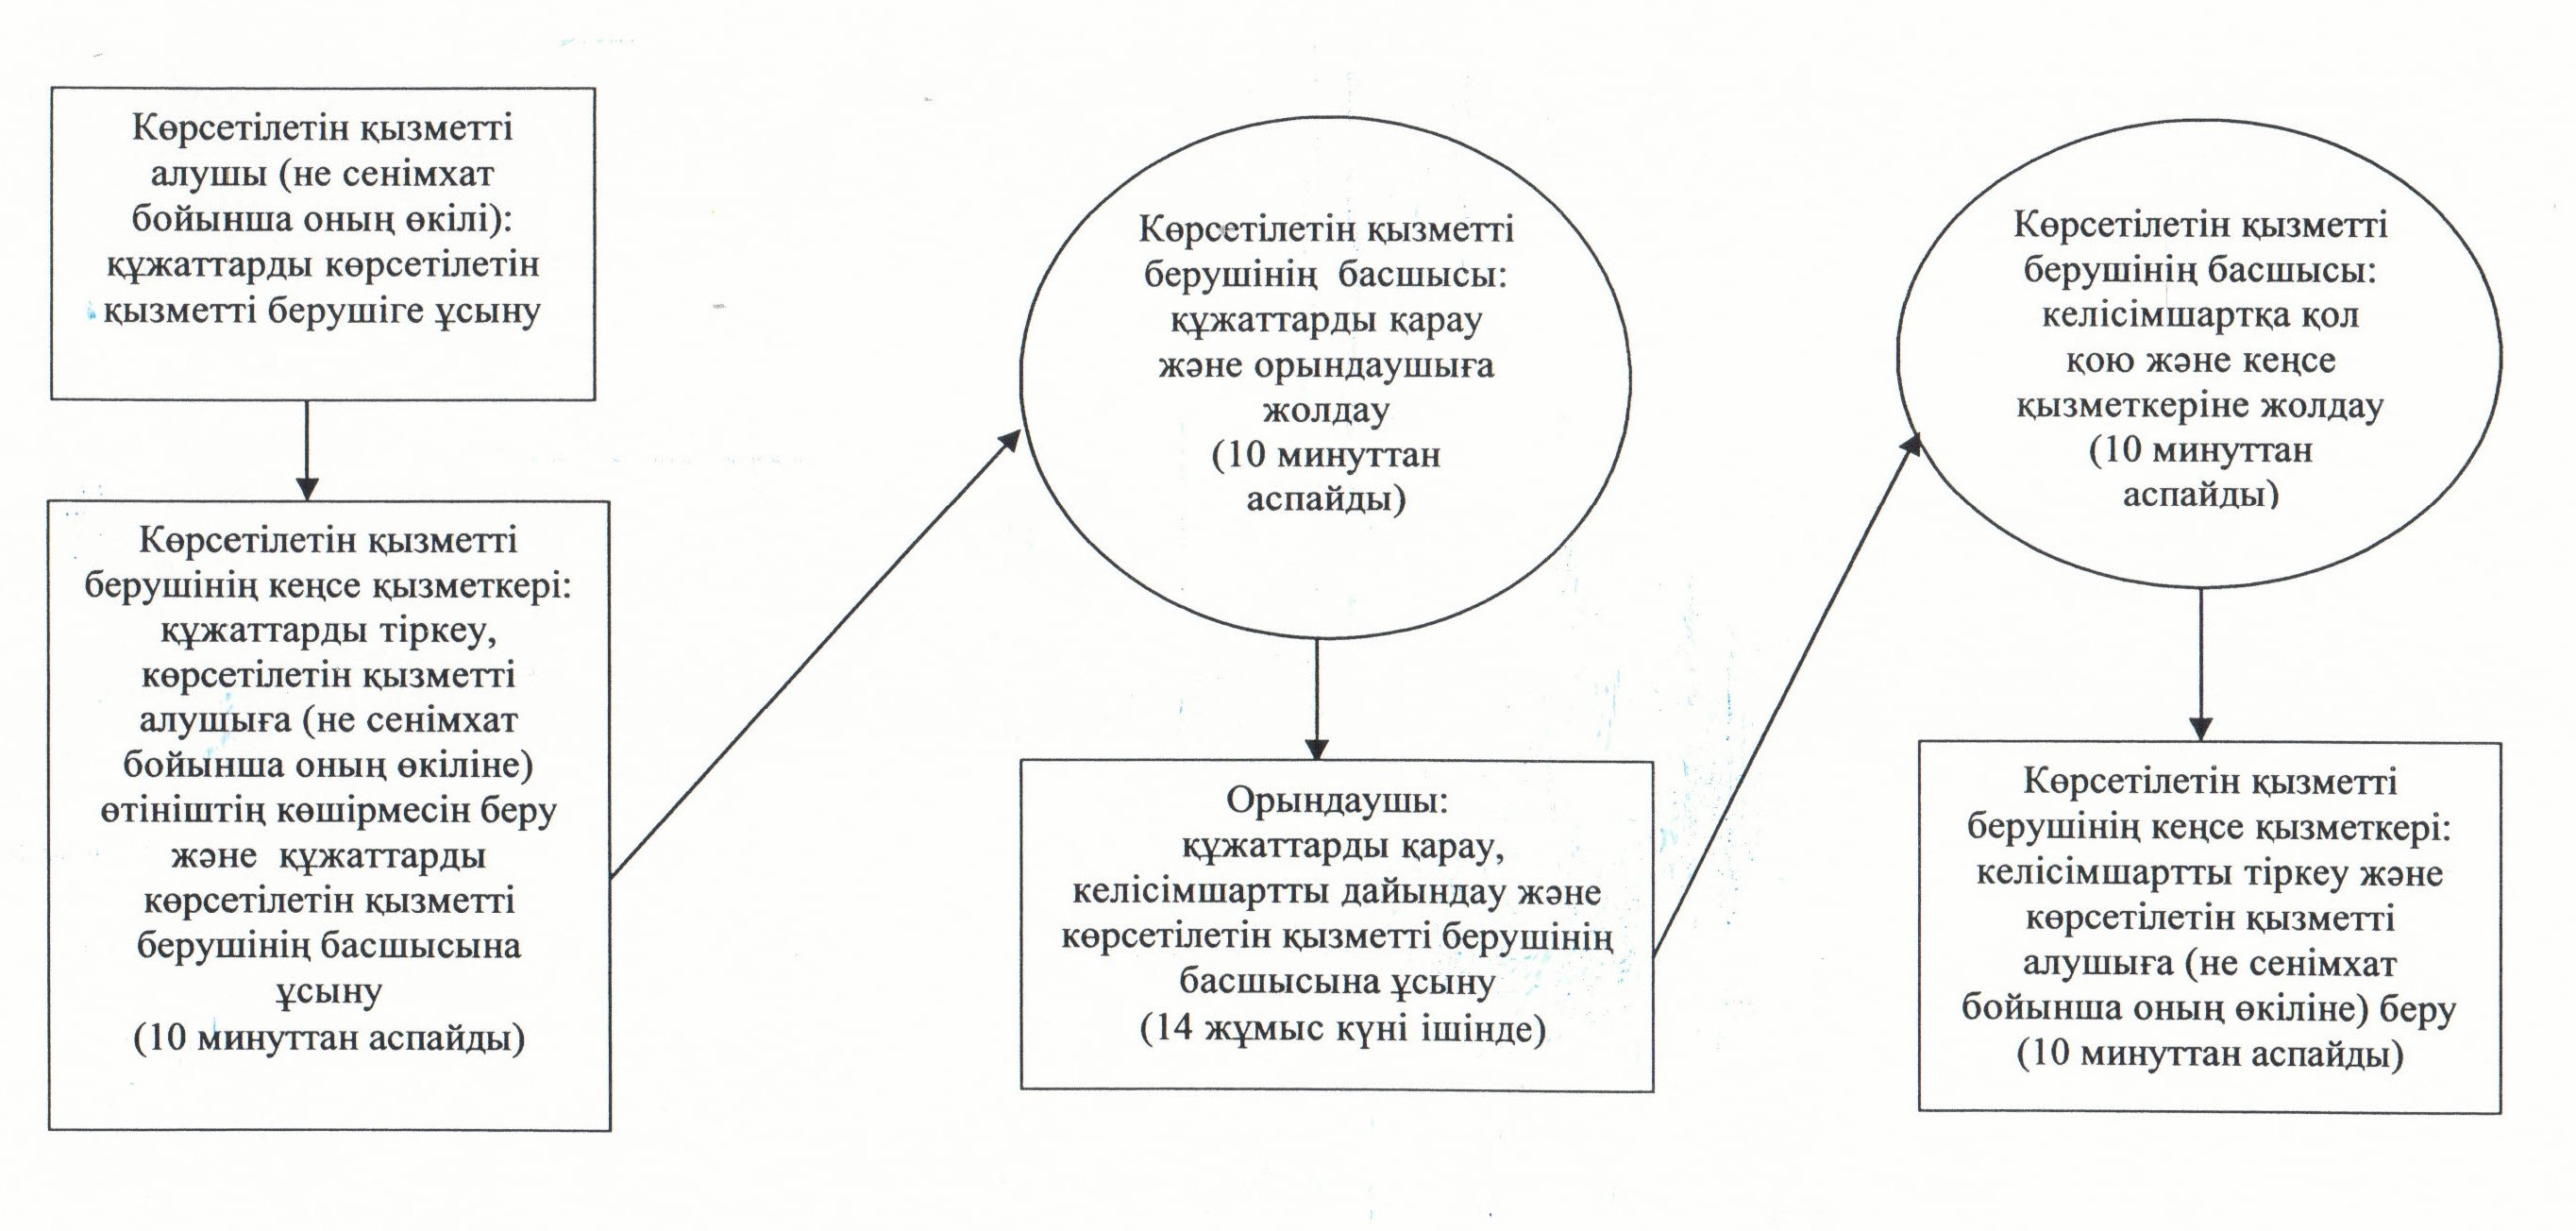 Көрсетілетін қызметті
алушы (не сенімхат
бойынша оның өкілі):
құжаттарды көрсетілетін
қызметті берушіге ұсыну
Көрсетілетін қызметті
берушінің кеңсе қызметкері:
құжаттарды тіркеу,
көрсетілетін қызметті
алушыға (не сенімхат
бойынша оның өкіліне)
өтініштің көшірмесін беру
және құжаттарды
көрсетілетін қызметті
берушінің басшысына
ұсыну
(10 минуттан аспайды)
Көрсетілетін қызметті
берушінің басшысы:
құжаттарды қарау
және орындаушыға
жолдау
(10 минуттан
аспайды)
Орындаушы:
құжаттарды қарау,
келісімшартты дайындау және
көрсетілетін қызметті берушінің
басшысына ұсыну
(14 жұмыс күні ішінде)
Көрсетілетін қызметті
берушінің басшысы:
келісімшартқа қол
қою және кеңсе
қызметкеріне жолдау
(10 минуттан
аспайды)
Көрсетілетін қызметті
берушінің кеңсе қызметкері:
келісімшартты тіркеу және
көрсетілетін қызметті
алушыға (не сенімхат
бойынша оның өкіліне) беру
(10 минуттан аспайды)